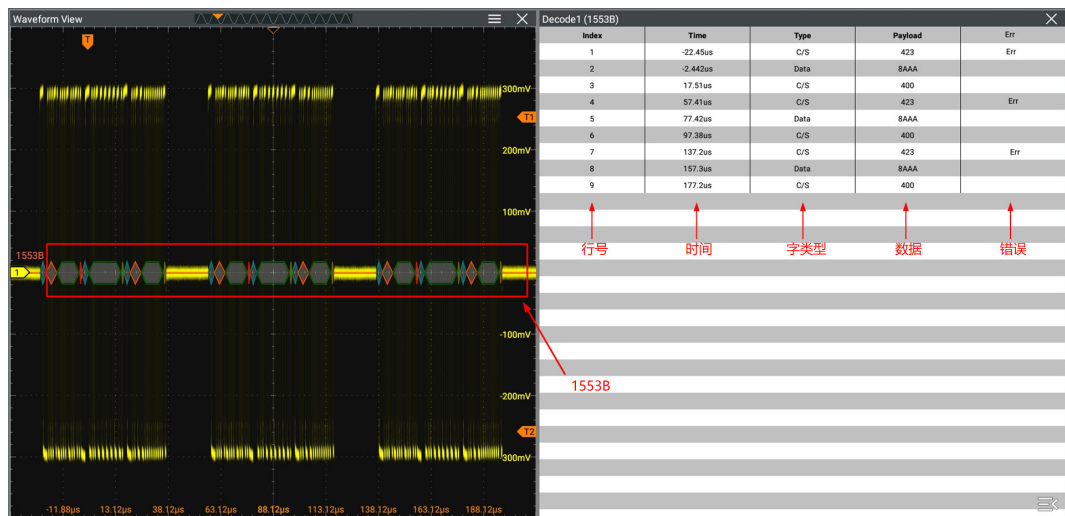 Waveform View
T
300mV
T1
200mV
100mV
1553B
1
-100mV
-200mV
T2
-300mV
-11.88µs 13.12µs 38.12µs 63.12µs 88.12µs 113.12µs 138.12µs 163.12µs 188.12µs
Decode1 (1553B)
Index Time Type Payload Err
1 -22.45us C/S 423 Err
2 -2.442us Data 8AAA
3 17.51us C/S 400
4 57.41us C/S 423 Err
5 77.42us Data 8AAA
6 97.38us C/S 400
7 137.2us C/S 423 Err
8 157.3us Data 8AAA
9 177.2us C/S 400
行号 时间 字类型 数据 错误
1553B